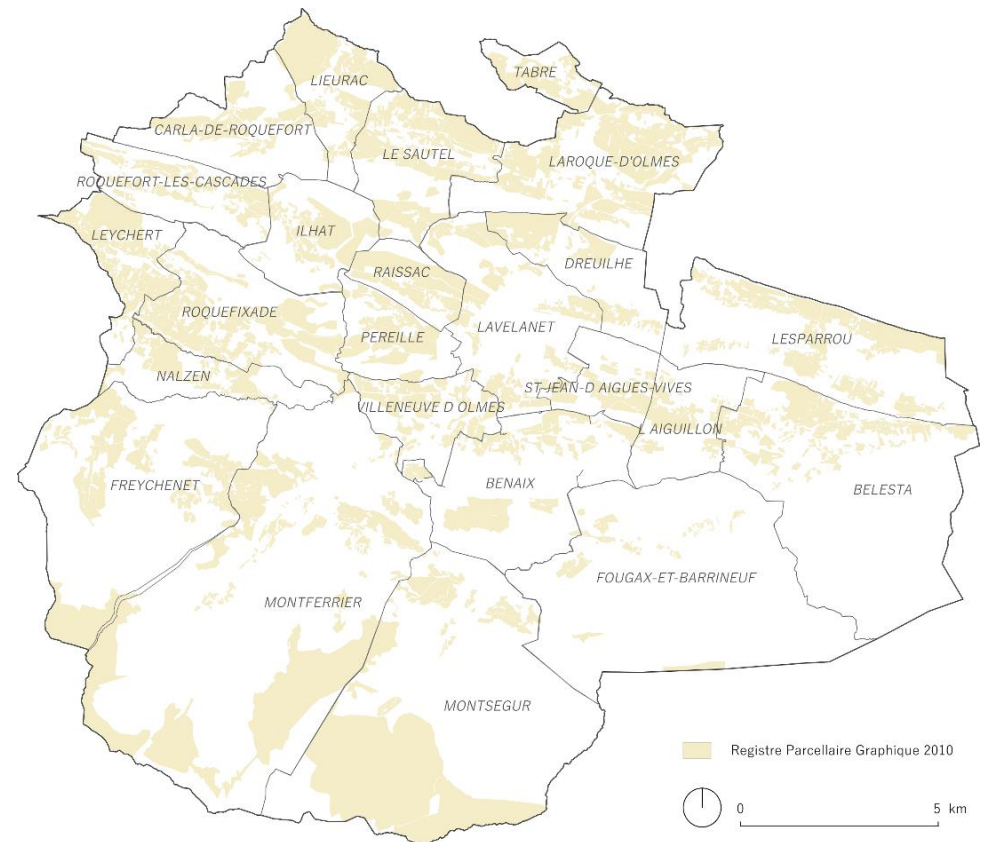 TABRE
LIEURAC
CARLA-DE-ROQUEFORT
LE SAUTEL
LAROQUE-D'OLMES
ROQUEFORT-LES-CASCADES
LEYCHERT
ILHAT
DREUILHE
RAISSAC
ROQUEFIXADE
LAVELANET
PEREILLE
LESPARROU
NALZEN
ST-JEAN-D AIGUES-VIVES
VILLENEUVE D OLMES
L AIGUILLON
FREYCHENET
BENAIX
BELESTA
FOUGAX-ET-BARRINEUF
MONTFERRIER
MONTSEGUR
Registre Parcellaire Graphique 2010
0 5 km